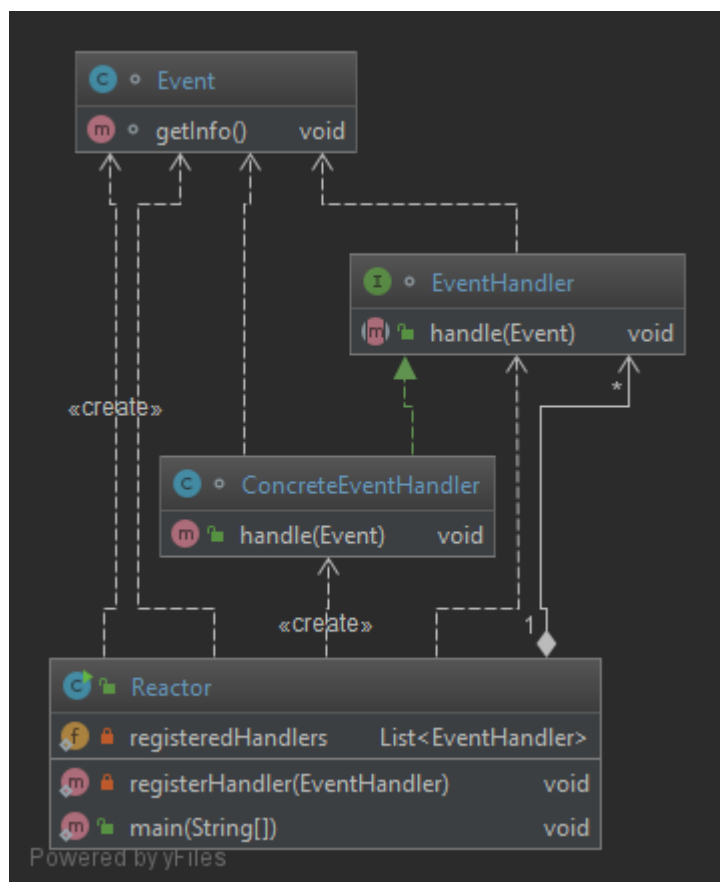 Event
getInfo() void
EventHandler
handle(Event) void
*
«create»
ConcreteEventHandler
handle(Event) void
«create»
1
Reactor
registeredHandlers List<EventHandler>
registerHandler(EventHandler) void
main(String[]) void
Powered by yFiles